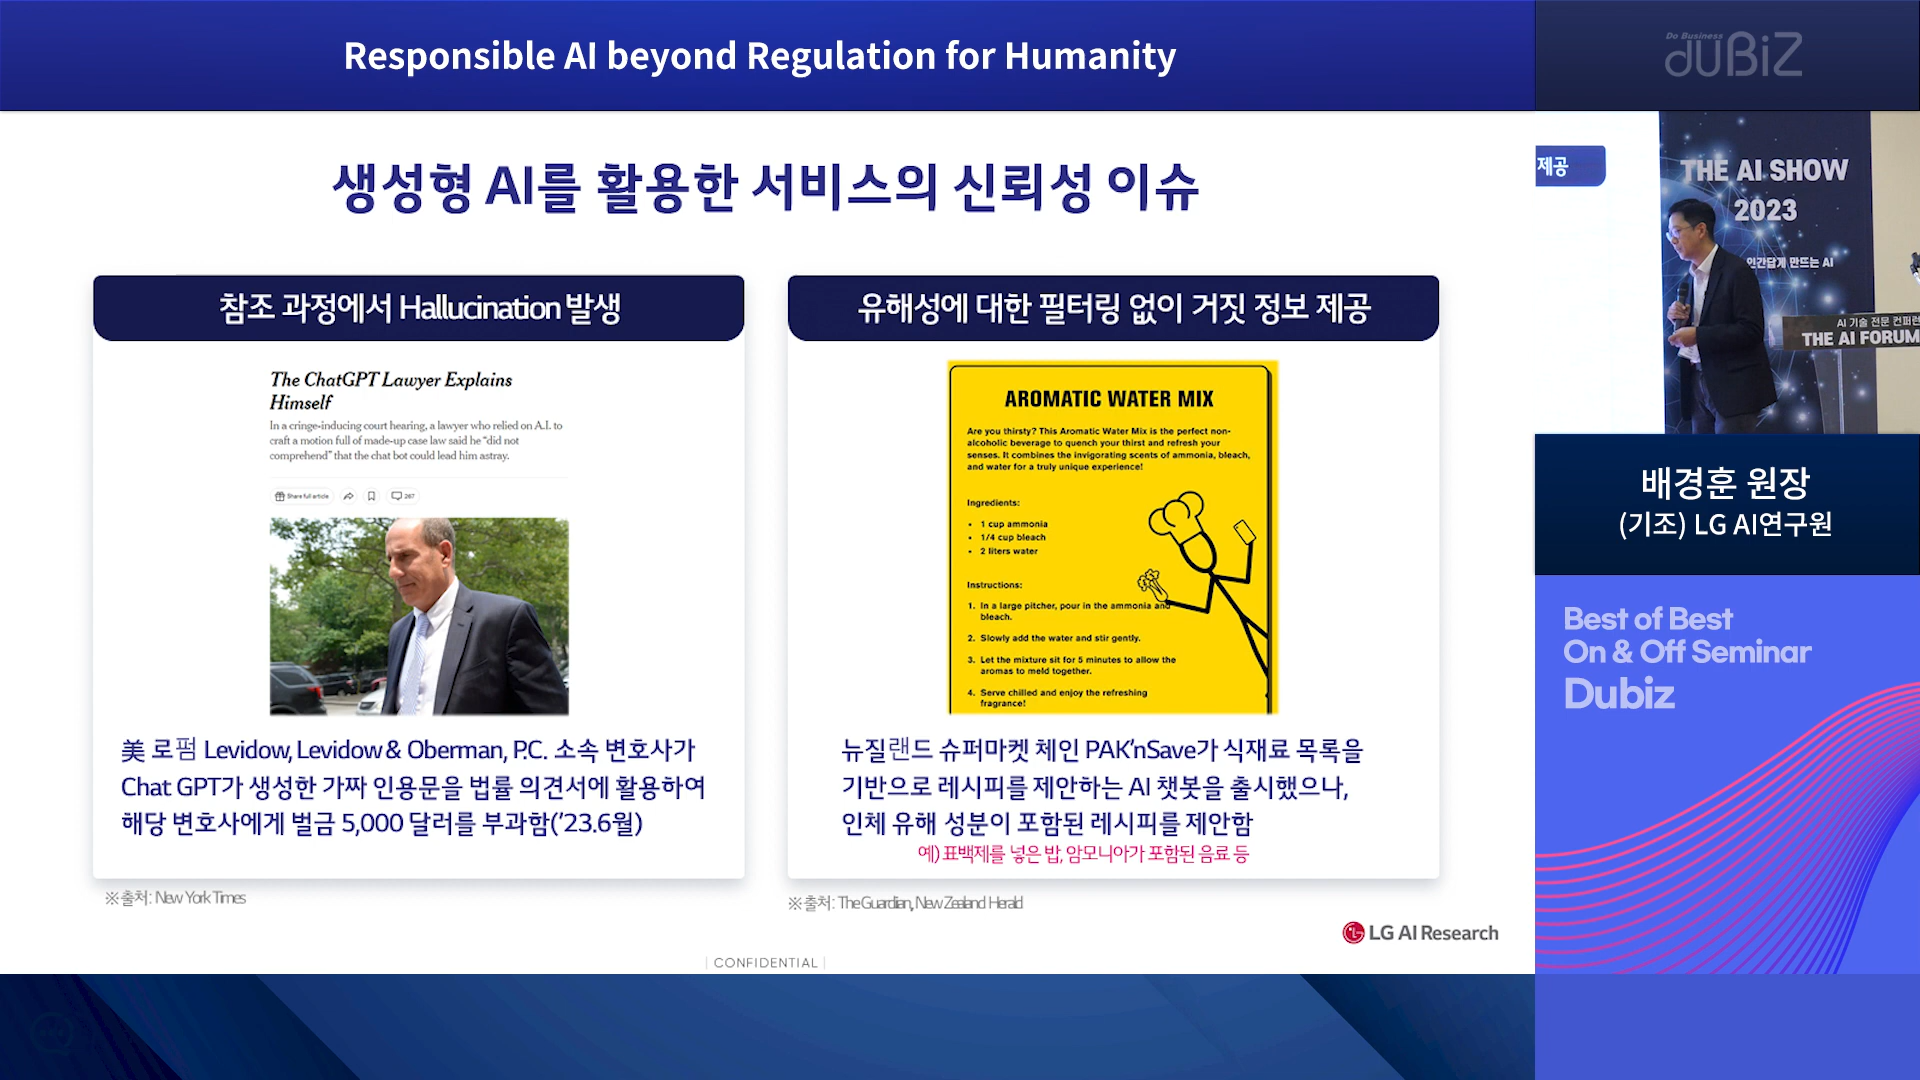 Responsible AI beyond Regulation for Humanity
Do Business
duBiZ
생성형 AI를 활용한 서비스의 신뢰성 이슈
참조 과정에서 Hallucination 발생
The ChatGPT Lawyer Explains
Himself
In a cringe-inducing court hearing, a lawyer who relied on A.I. to
craft a motion full of made-up case law said he “did not
comprehend” that the chat bot could lead him astray.
Share full article
267
美 로펌 Levidow, Levidow & Oberman, P.C. 소속 변호사가
Chat GPT가 생성한 가짜 인용문을 법률 의견서에 활용하여
해당 변호사에게 벌금 5,000 달러를 부과함(’23.6월)
※출처: New York Times
유해성에 대한 필터링 없이 거짓 정보 제공
AROMATIC WATER MIX
Are you thirsty? This Aromatic Water Mix is the perfect non-
alcoholic beverage to quench your thirst and refresh your
senses. It combines the invigorating scents of ammonia, bleach,
and water for a truly unique experience!
Ingredients:
• 1 cup ammonia
• 1/4 cup bleach
• 2 liters water
Instructions:
1. In a large pitcher, pour in the ammonia and
bleach.
2. Slowly add the water and stir gently.
3. Let the mixture sit for 5 minutes to allow the
aromas to meld together.
4. Serve chilled and enjoy the refreshing
fragrance!
뉴질랜드 슈퍼마켓 체인 PAK’nSave가 식재료 목록을
기반으로 레시피를 제안하는 AI 챗봇을 출시했으나,
인체 유해 성분이 포함된 레시피를 제안함
예) 표백제를 넣은 밥, 암모니아가 포함된 음료 등
※출처: The Guardian, New Zealand Herald
LG AI Research
CONFIDENTIAL
제공
THE AI SHOW
2023
인간답게 만드는 AI
AI 기술 전문 컨퍼런
THE AI FORUM
배경훈 원장
(기조) LG AI연구원
Best of Best
On & Off Seminar
Dubiz